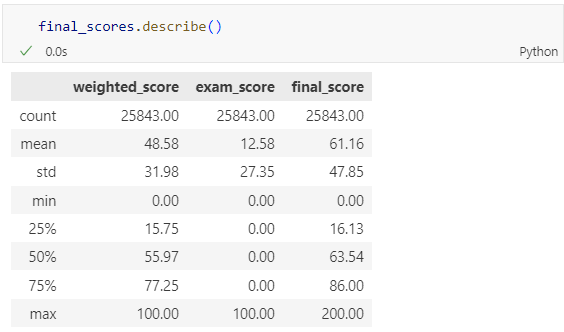 final_scores.describe()
0.0s Python
weighted_score exam_score final_score
count 25843.00 25843.00 25843.00
mean 48.58 12.58 61.16
std 31.98 27.35 47.85
min 0.00 0.00 0.00
25% 15.75 0.00 16.13
50% 55.97 0.00 63.54
75% 77.25 0.00 86.00
max 100.00 100.00 200.00